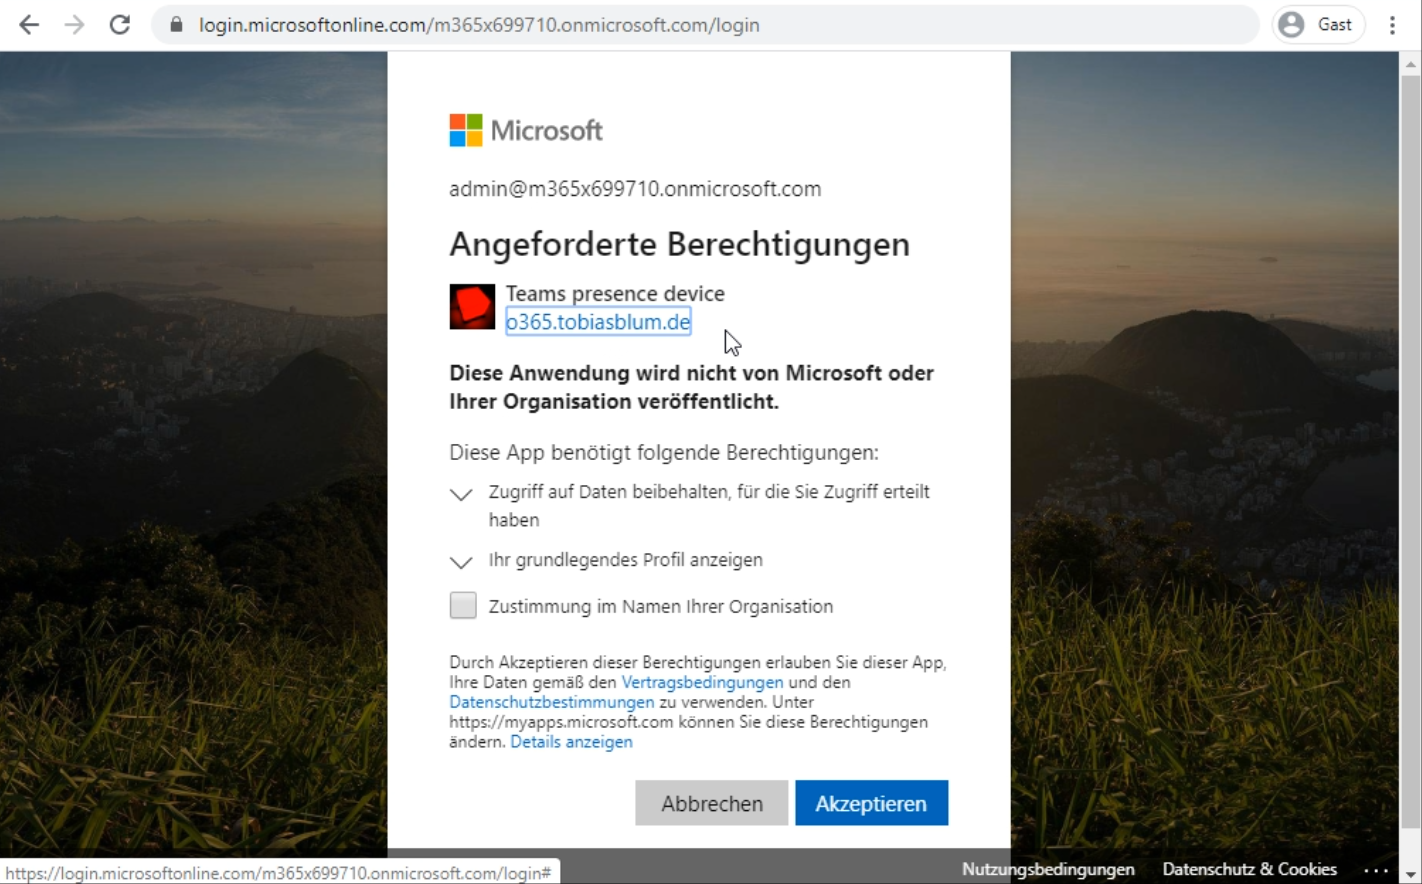 login.microsoftonline.com/m365x699710.onmicrosoft.com/login
Gast
Microsoft
admin@m365x699710.onmicrosoft.com
Angeforderte Berechtigungen
Teams presence device
o365.tobiasblum.de
Diese Anwendung wird nicht von Microsoft oder
Ihrer Organisation veröffentlicht.
Diese App benötigt folgende Berechtigungen:
Zugriff auf Daten beibehalten, für die Sie Zugriff erteilt
haben
Ihr grundlegendes Profil anzeigen
Zustimmung im Namen Ihrer Organisation
Durch Akzeptieren dieser Berechtigungen erlauben Sie dieser App,
Ihre Daten gemäß den Vertragsbedingungen und den
Datenschutzbestimmungen zu verwenden. Unter
https://myapps.microsoft.com können Sie diese Berechtigungen
ändern. Details anzeigen
Abbrechen
Akzeptieren
Nutzungsbedingungen
Datenschutz & Cookies
...
https://login.microsoftonline.com/m365x699710.onmicrosoft.com/login#